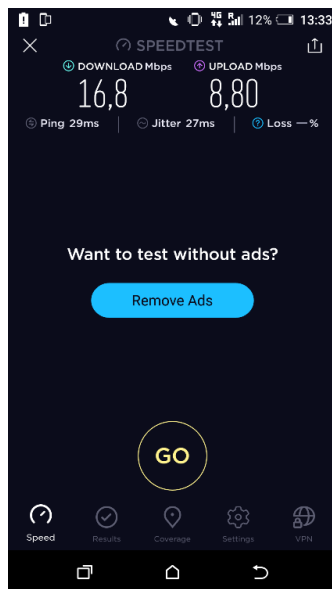 4G R 12% 13:33
SPEEDTEST
DOWNLOAD Mbps UPLOAD Mbps
16,8 8,80
Ping 29ms Jitter 27ms Loss —%
Want to test without ads?
Remove Ads
GO
Speed Results Coverage Settings VPN